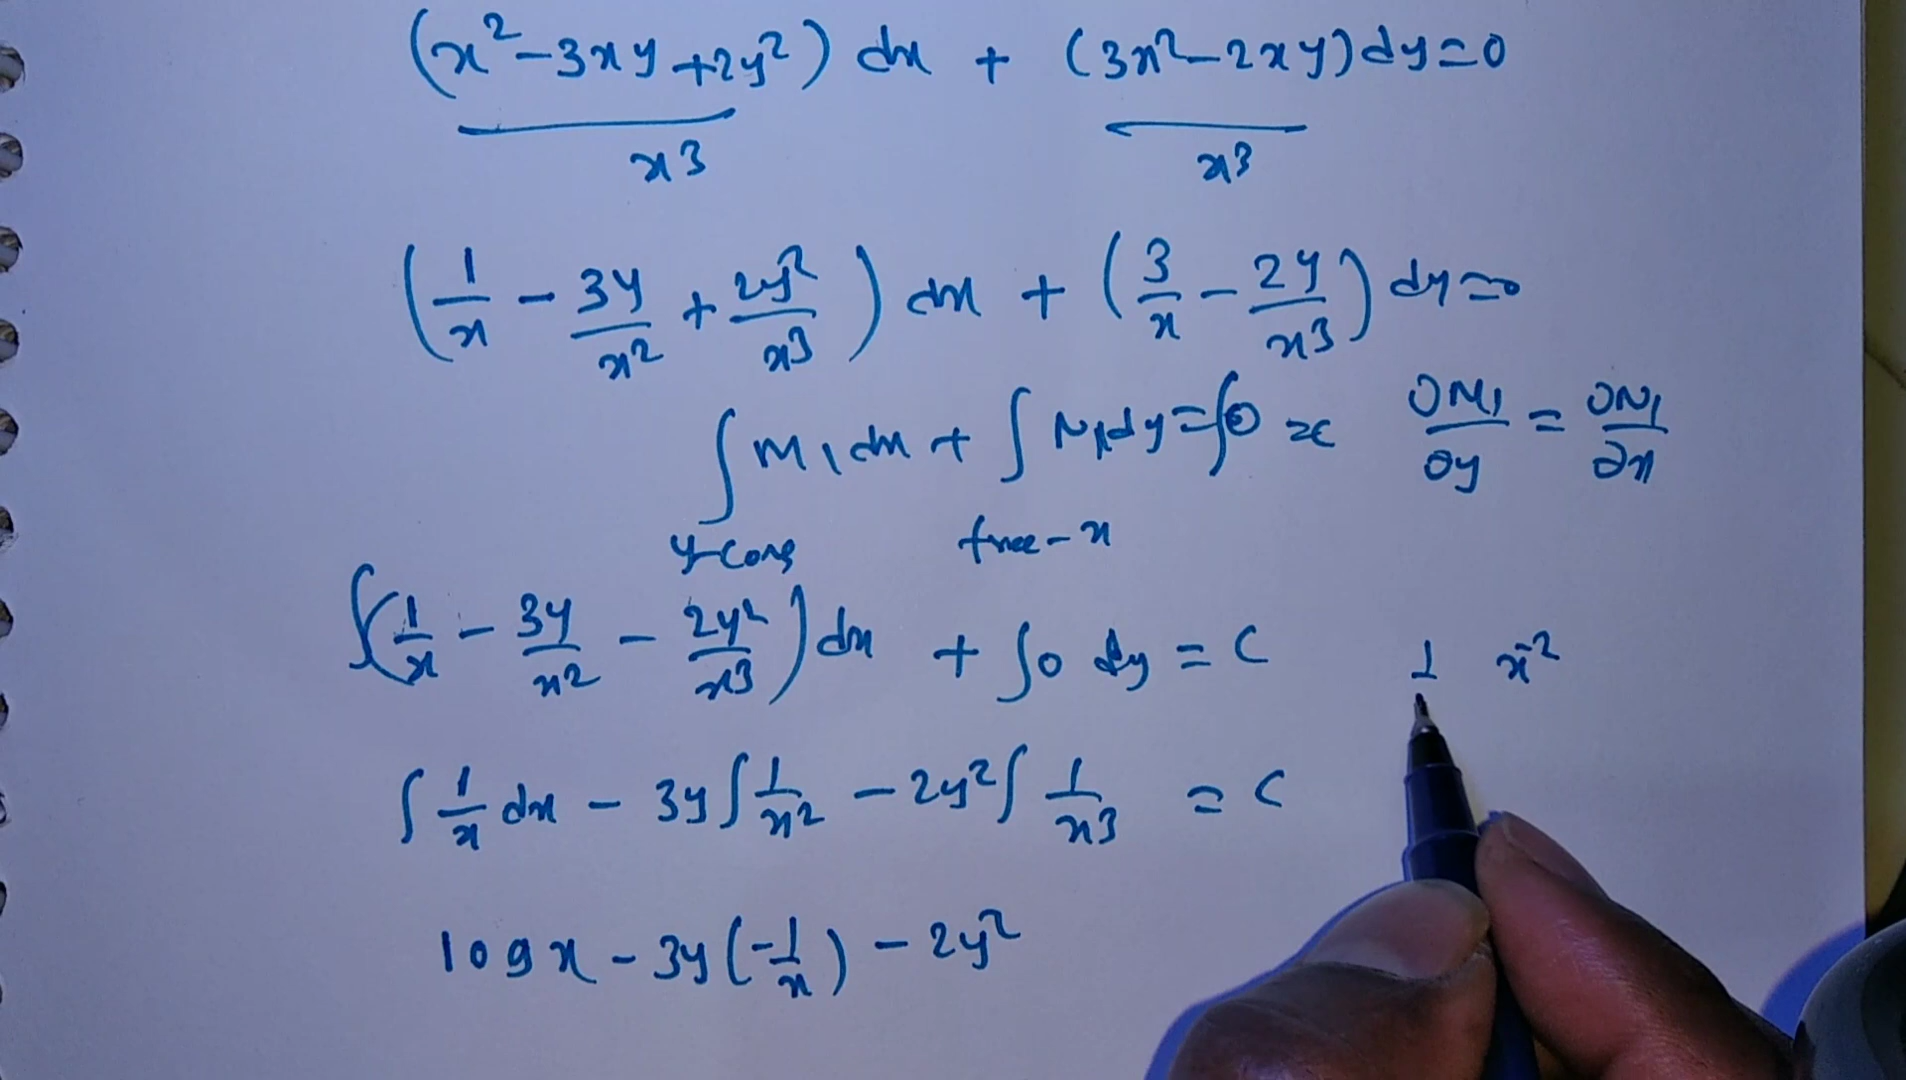 (x²-3xy+2y²) dx + (3x²-2xy)dy=0
x3 x3
(1/x - 3y/x² + 2y²/x3) dx + (3/x - 2y/x3) dy=0
∫M1dx + ∫N1dy=∫0 =c ∂M1/∂y = ∂N1/∂x
y-cons free-x
∫(1/x - 3y/x2 - 2y²/x3)dx + ∫0 dy = c 1 x-2
∫1/x dx - 3y∫1/x2 - 2y²∫1/x3 = c
logx - 3y(-1/x) - 2y²